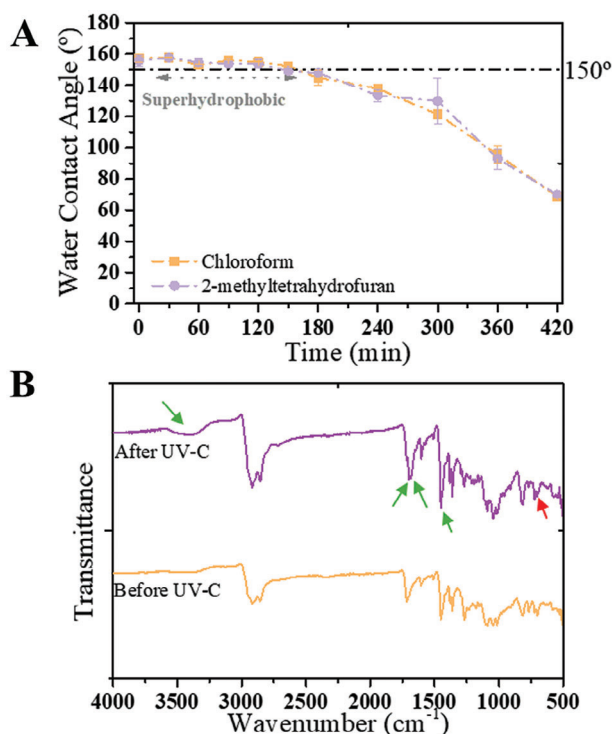 A
Water Contact Angle (º)
180
160
140
120
100
80
60
40
20
0
150º
Superhydrophobic
Chloroform
2-methyltetrahydrofuran
0 60 120 180 240 300 360 420
Time (min)
B
Transmittance
After UV-C
Before UV-C
4000 3000 2500 2000 1500 1000 500
Wavenumber (cm⁻¹)